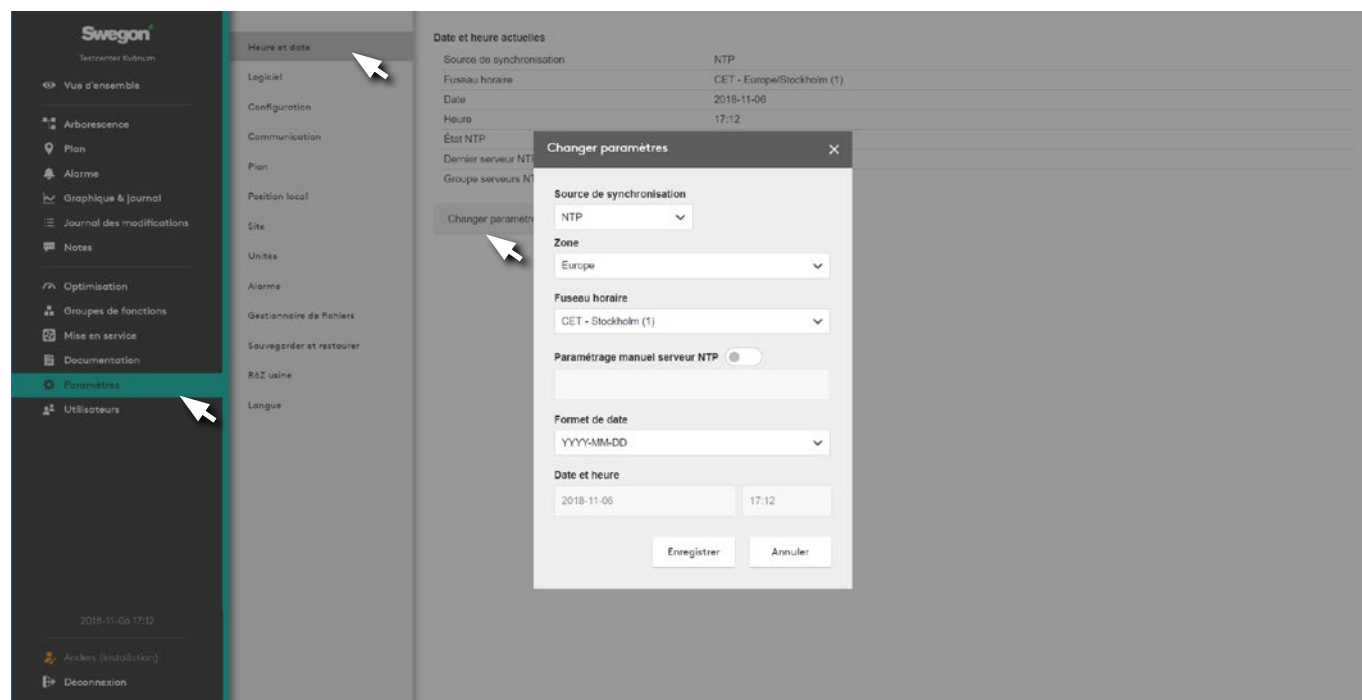 Swegon
Testcenter Kvänum
Vue d'ensemble
Arborescence
Plan
Alarme
Graphique & journal
Journal des modifications
Notes
Optimisation
Groupes de fonctions
Mise en service
Documentation
Paramètres
Utilisateurs
2018-11-06 17:12
Anders (Installation)
Déconnexion
Heure et date
Logiciel
Configuration
Communication
Plan
Position local
Site
Unités
Alarme
Gestionnaire de fichiers
Sauvegarder et restaurer
RàZ usine
Langue
Date et heure actuelles
Source de synchronisation NTP
Fuseau horaire CET - Europe/Stockholm (1)
Date 2018-11-06
Heure 17:12
État NTP
Dernier serveur NT
Groupe serveurs N
Changer paramètr
Changer paramètres
Source de synchronisation
NTP
Zone
Europe
Fuseau horaire
CET - Stockholm (1)
Paramétrage manuel serveur NTP
Formet de date
YYYY-MM-DD
Date et heure
2018-11-06 17:12
Enregistrer Annuler